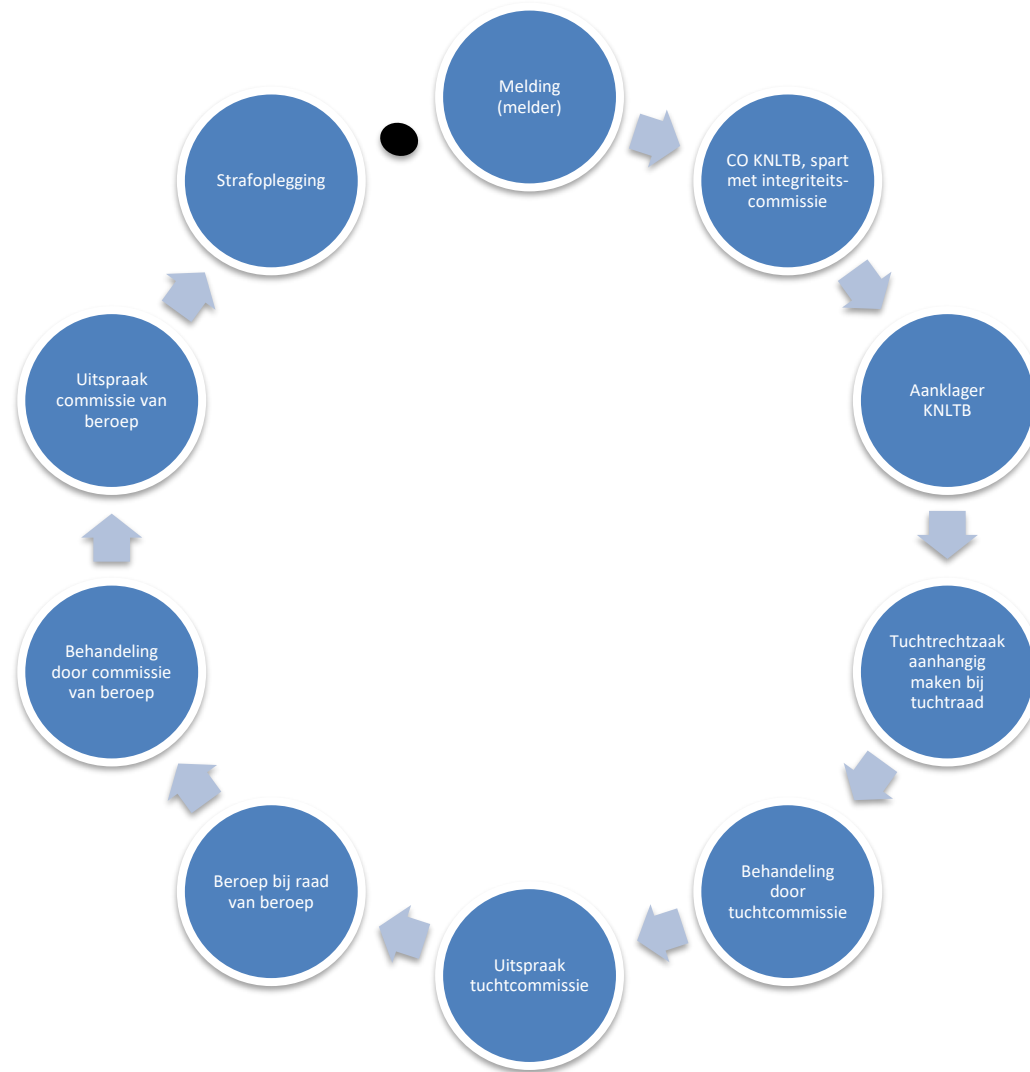 Melding
(melder)
CO KNLTB, spart
met integriteits-
commissie
Aanklager
KNLTB
Tuchtrechtzaak
aanhangig
maken bij
tuchtraad
Behandeling
door
tuchtcommissie
Uitspraak
tuchtcommissie
Beroep bij raad
van beroep
Behandeling
door commissie
van beroep
Uitspraak
commissie van
beroep
Strafoplegging